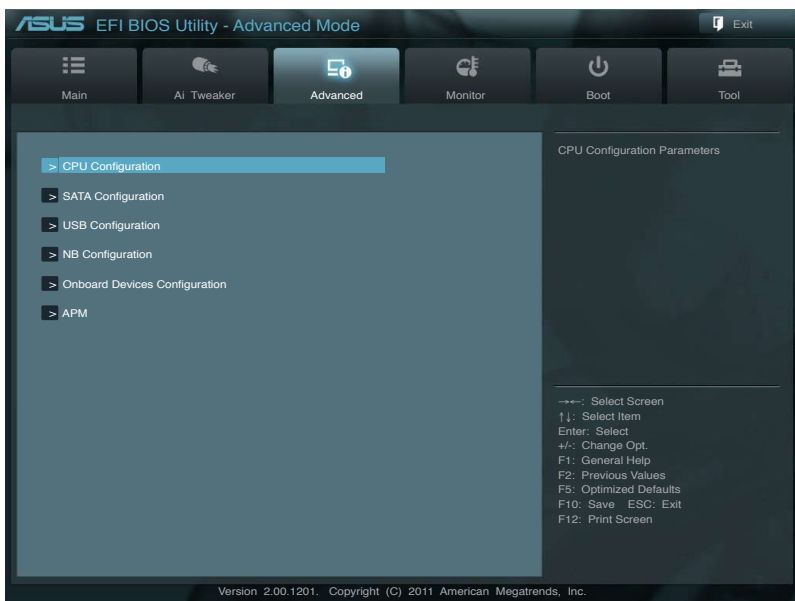 ASUS EFI BIOS Utility - Advanced Mode
Exit
Main
Ai Tweaker
Advanced
Monitor
Boot
Tool
> CPU Configuration
> SATA Configuration
> USB Configuration
> NB Configuration
> Onboard Devices Configuration
> APM
CPU Configuration Parameters
→←: Select Screen
↑↓: Select Item
Enter: Select
+/-: Change Opt.
F1: General Help
F2: Previous Values
F5: Optimized Defaults
F10: Save ESC: Exit
F12: Print Screen
Version 2.00.1201. Copyright (C) 2011 American Megatrends, Inc.